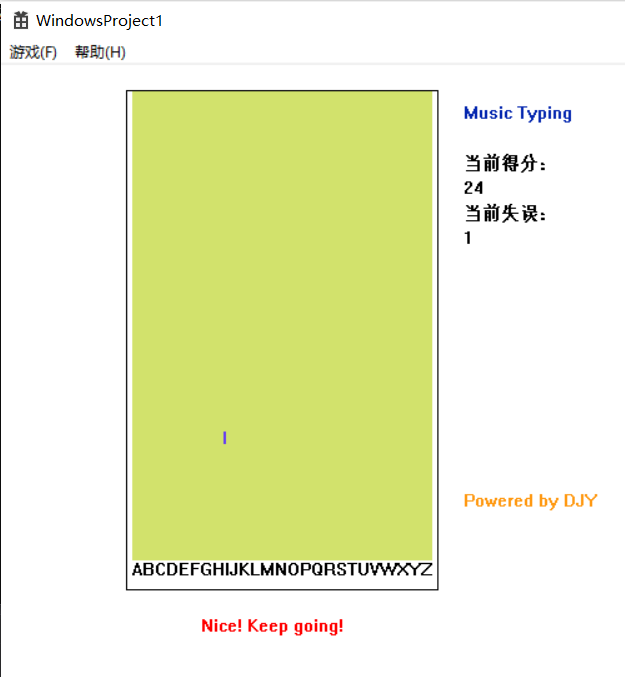 WindowsProject1
游戏(F) 帮助(H)
Music Typing
当前得分：
24
当前失误：
1
I
Powered by DJY
ABCDEFGHIJKLMNOPQRSTUVWXYZ
Nice! Keep going!